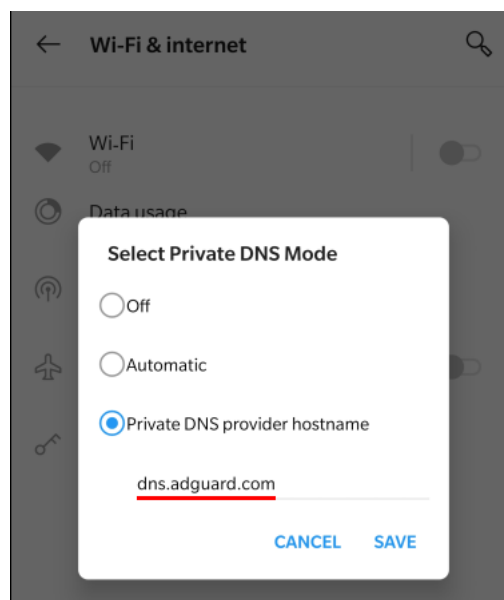 Wi-Fi & internet
Wi-Fi
Off
Data usage
Select Private DNS Mode
Off
Automatic
Private DNS provider hostname
dns.adguard.com
CANCEL SAVE